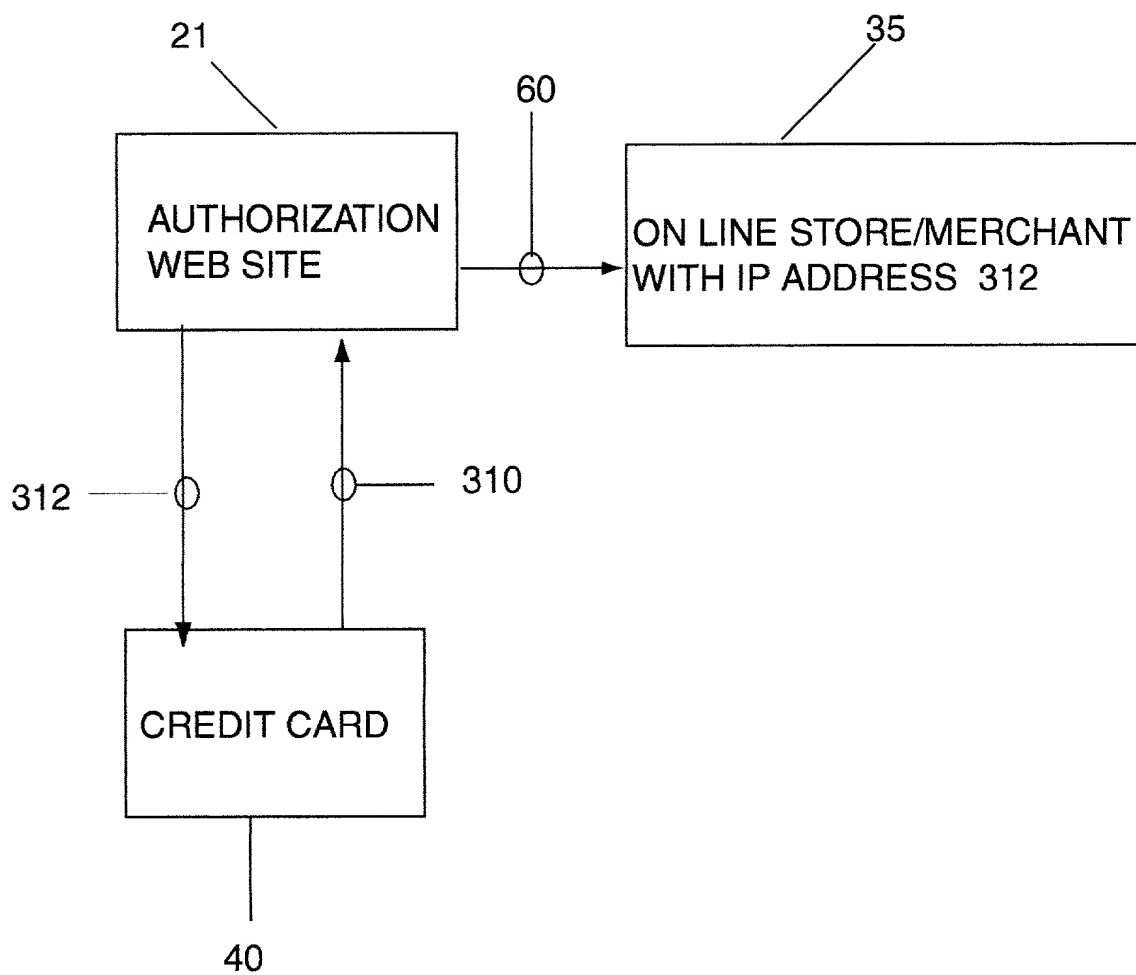 21
35
60
AUTHORIZATION
WEB SITE
ON LINE STORE/MERCHANT
WITH IP ADDRESS 312
312
310
CREDIT CARD
40